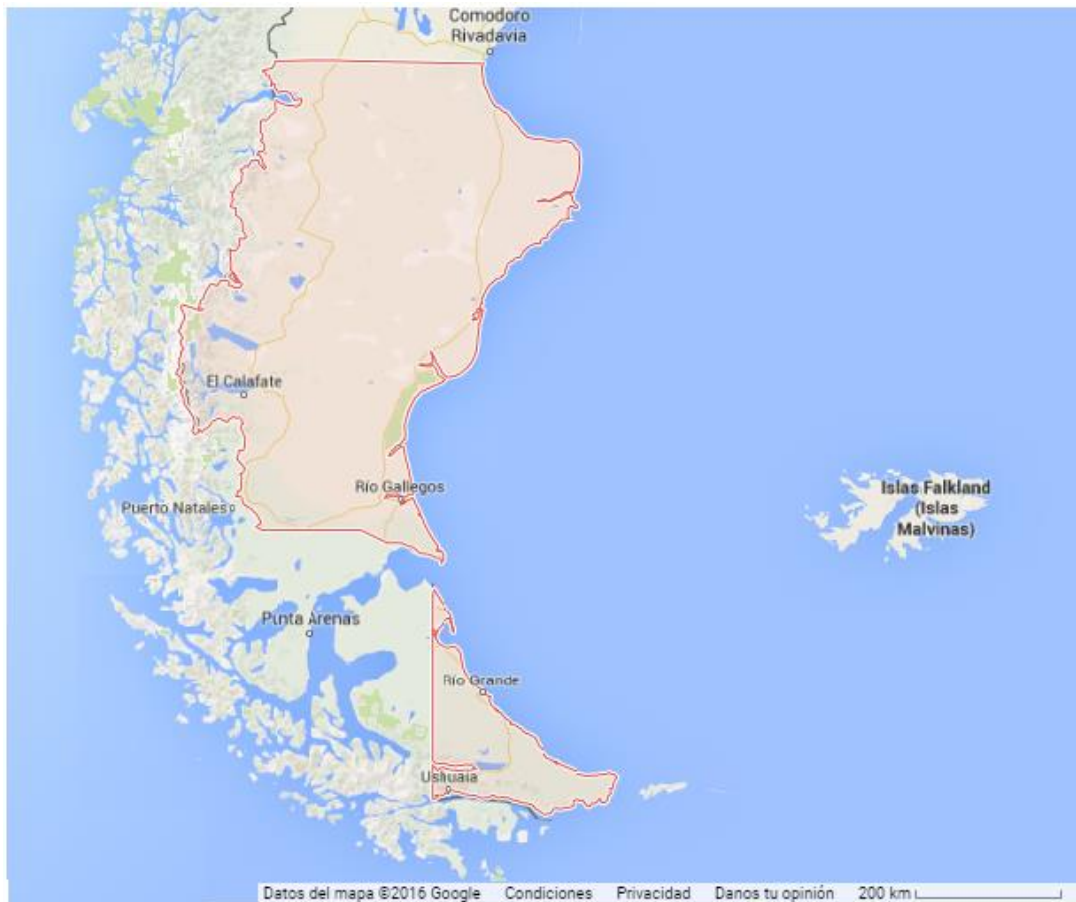 Comodoro
Rivadavia
El Calafate
Río Gallegos
Puerto Natales
Islas Falkland
(Islas
Malvinas)
Punta Arenas
Río Grande
Ushuaia
Datos del mapa ©2016 Google Condiciones Privacidad Danos tu opinión 200 km